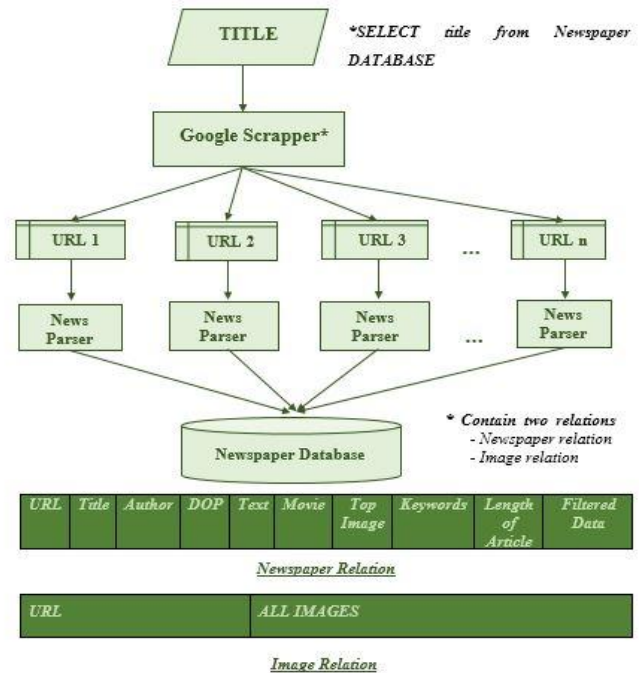 TITLE
*SELECT title from Newspaper
DATABASE
Google Scrapper*
URL 1
URL 2
URL 3
...
URL n
News
Parser
News
Parser
News
Parser
...
News
Parser
Newspaper Database
* Contain two relations
- Newspaper relation
- Image relation
URL Title Author DOP Text Movie Top Image Keywords Length of Article Filtered Data
Newspaper Relation
URL ALL IMAGES
Image Relation